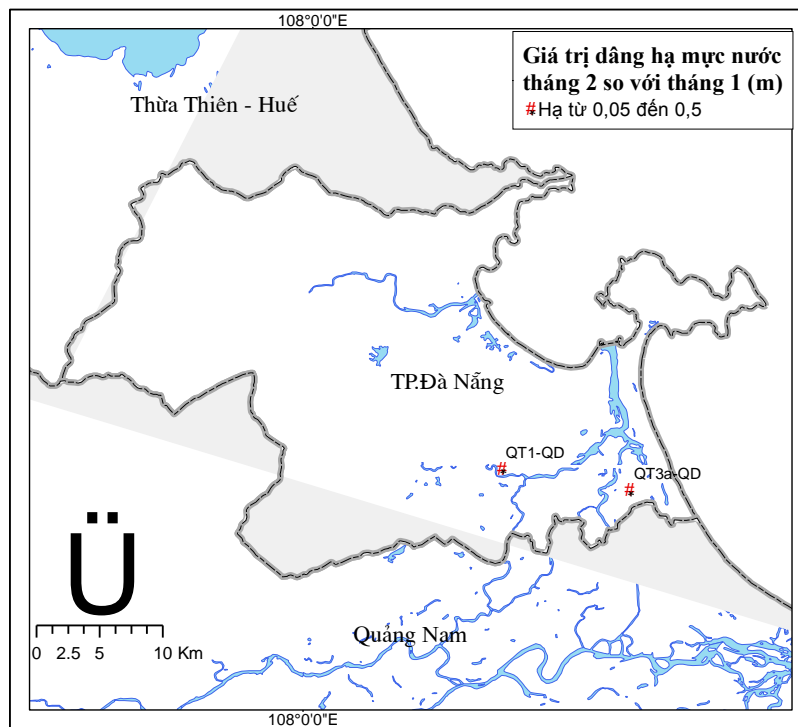 108°0'0"E
Giá trị dâng hạ mực nước
tháng 2 so với tháng 1 (m)
#Hạ từ 0,05 đến 0,5
Thừa Thiên - Huế
TP.Đà Nẵng
QT1-QD
#
QT3a-QD
#
Ü
Quảng Nam
0 2.5 5 10 Km
108°0'0"E